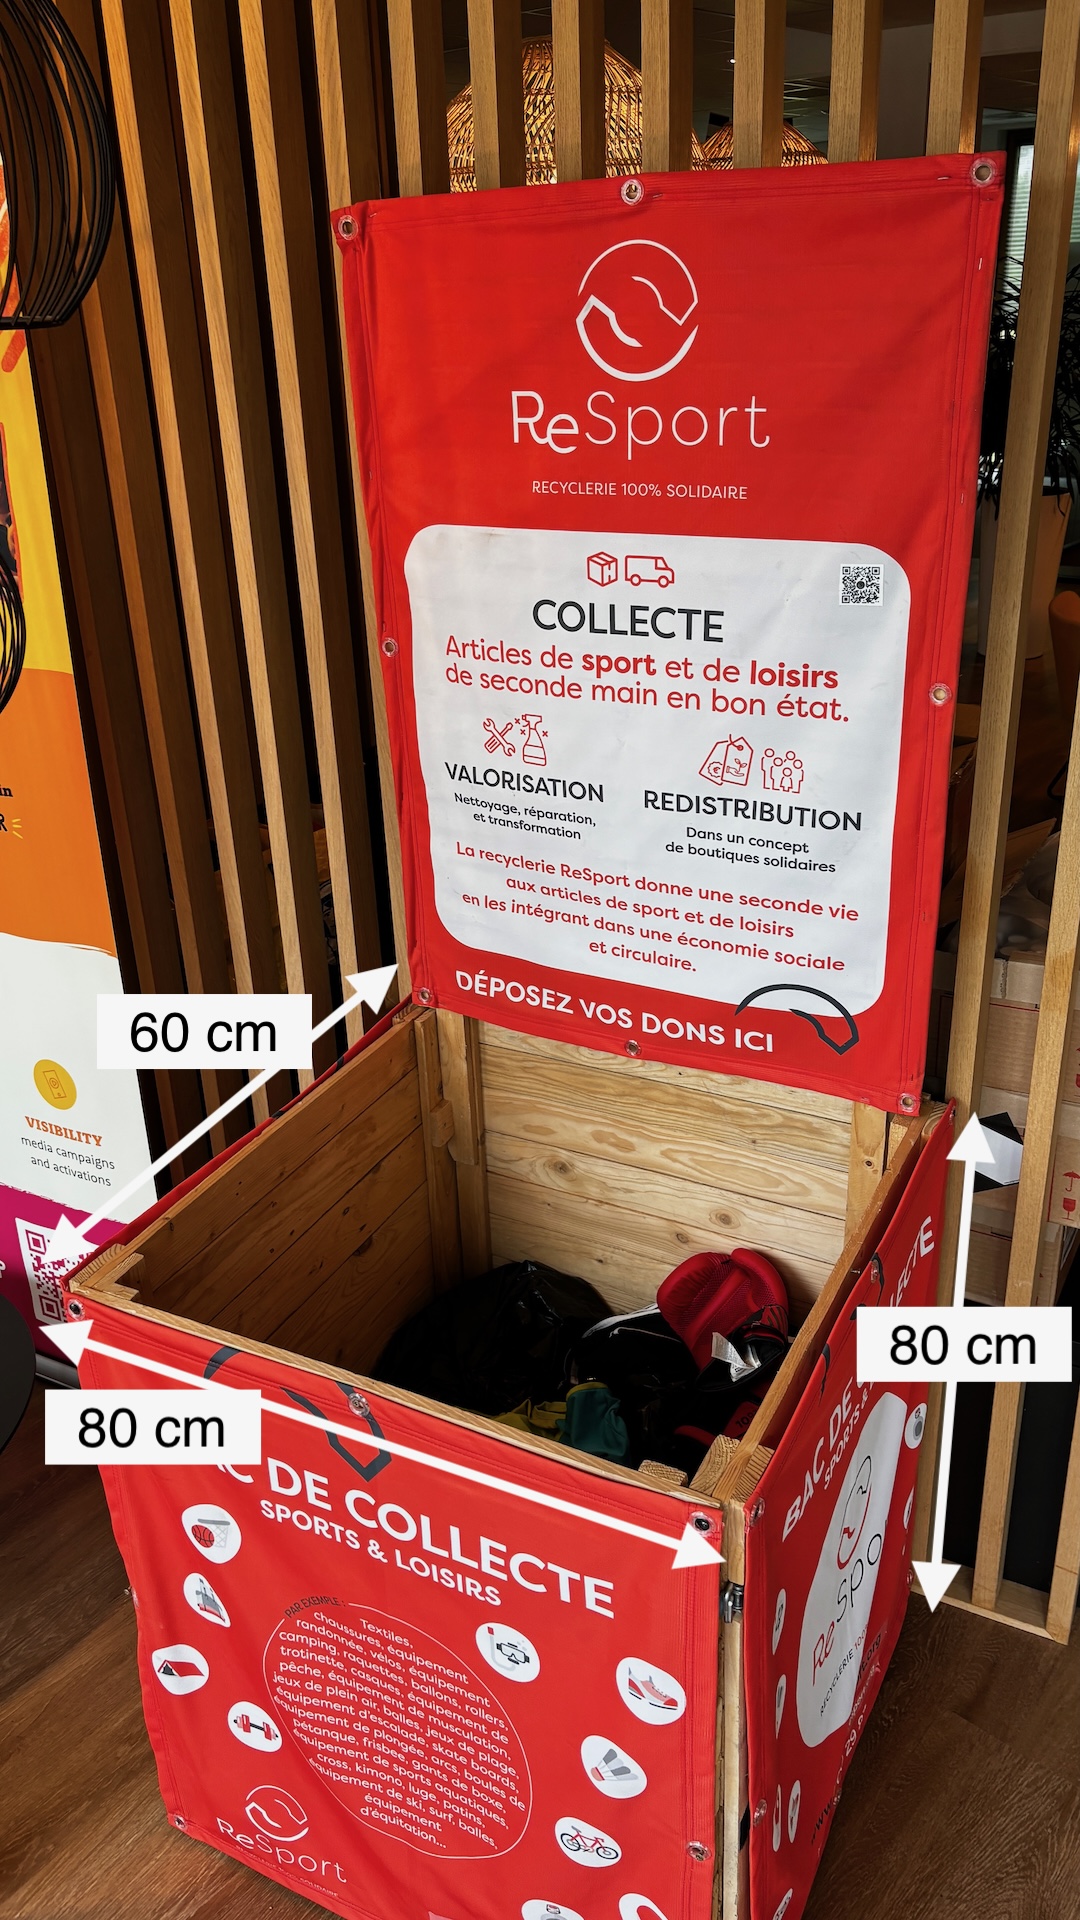 ReSport
RECYCLERIE 100% SOLIDAIRE
COLLECTE
Articles de sport et de loisirs
de seconde main en bon état.
VALORISATION
Nettoyage, réparation,
et transformation
REDISTRIBUTION
Dans un concept
de boutiques solidaires
La recyclerie ReSport donne une seconde vie
aux articles de sport et de loisirs
en les intégrant dans une économie sociale
et circulaire.
DÉPOSEZ VOS DONS ICI
60 cm
80 cm
80 cm
VISIBILITY
media campaigns
and activations
DE COLLECTE
SPORTS & LOISIRS
PAR EXEMPLE :
Textiles,
chaussures, équipement
randonnée, vélos, équipement
camping, raquettes, ballons, rollers,
trotinette, casques, équipement de
pêche, équipement de musculation,
jeux de plein air, balles, jeux de plage,
équipement d'escalade, skate boards,
équipement de plongée, arcs, boules de
pétanque, frisbee, gants de boxe,
équipement de sports aquatiques,
cross, kimono, luge, patins,
équipement de ski, surf, balles,
équipement
d'équitation...
ReSport
BAC DE
SPORTS &
ReSpo